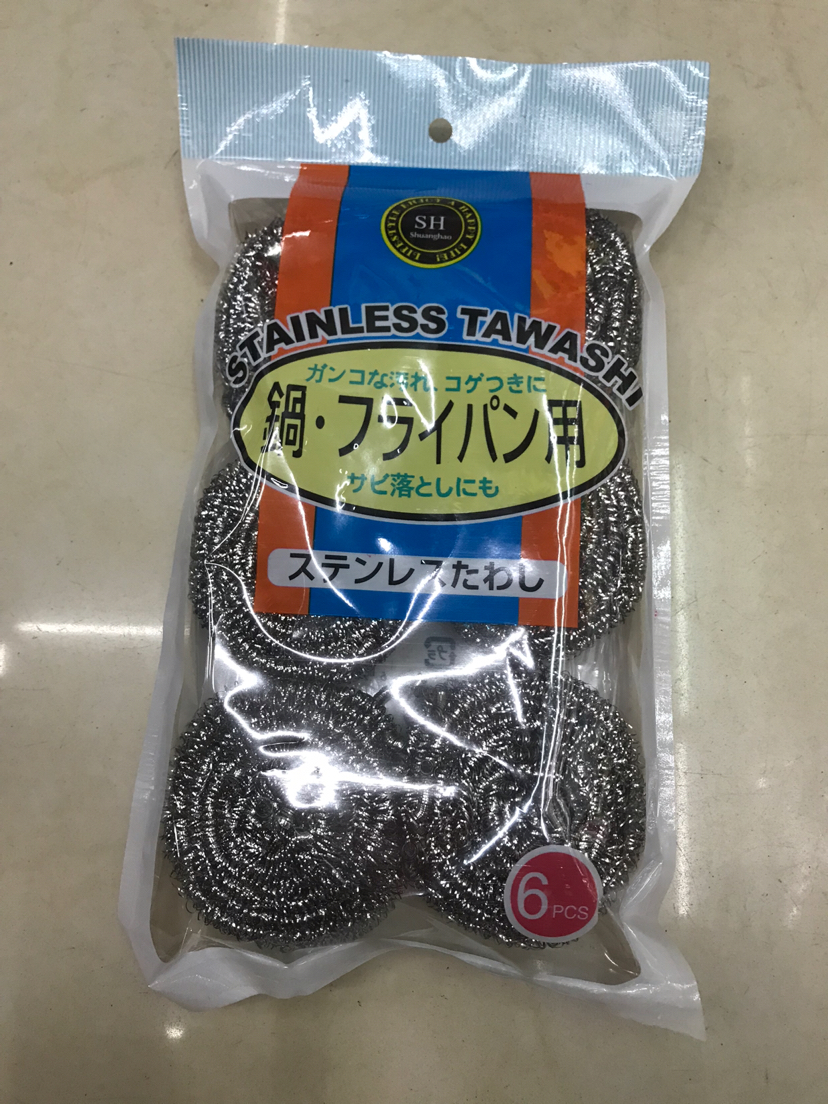 SH
Shuanghao
STAINLESS TAWASHI
ガンコな汚れ、コゲつきに
鍋・フライパン用
サビ落としにも
ステンレスたわし
プラ
6 PCS